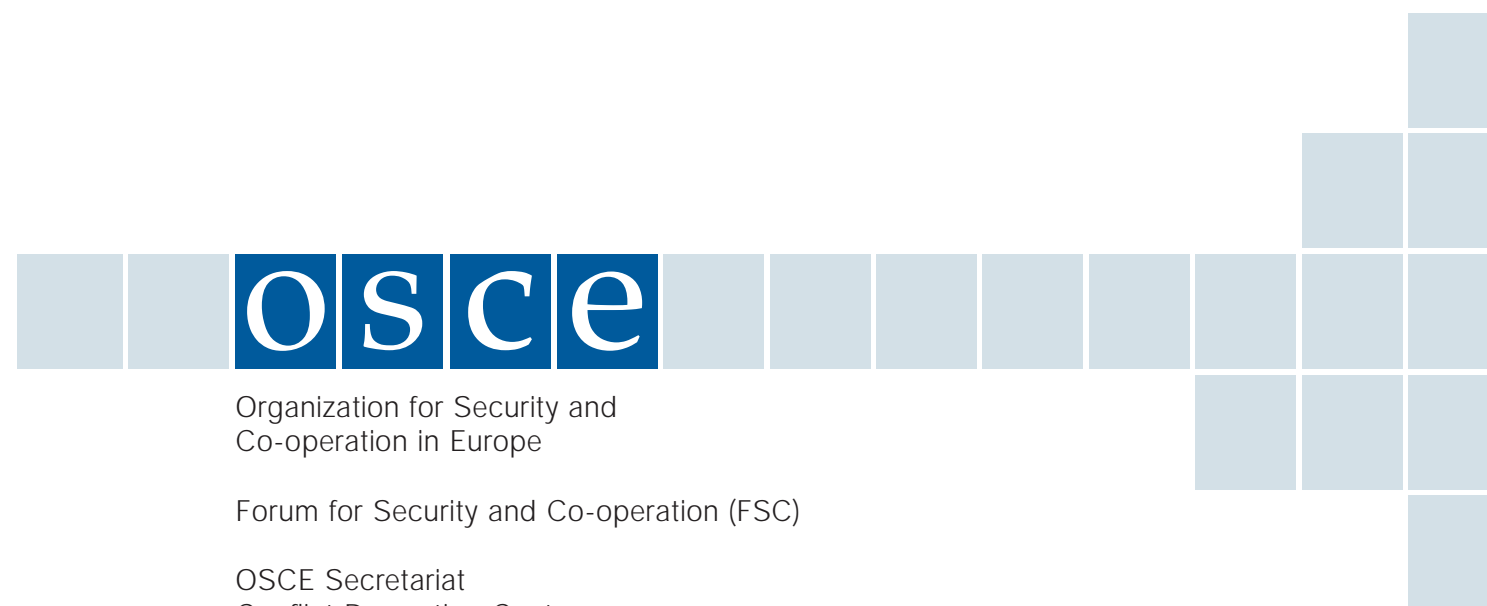 osce
Organization for Security and
Co-operation in Europe
Forum for Security and Co-operation (FSC)
OSCE Secretariat